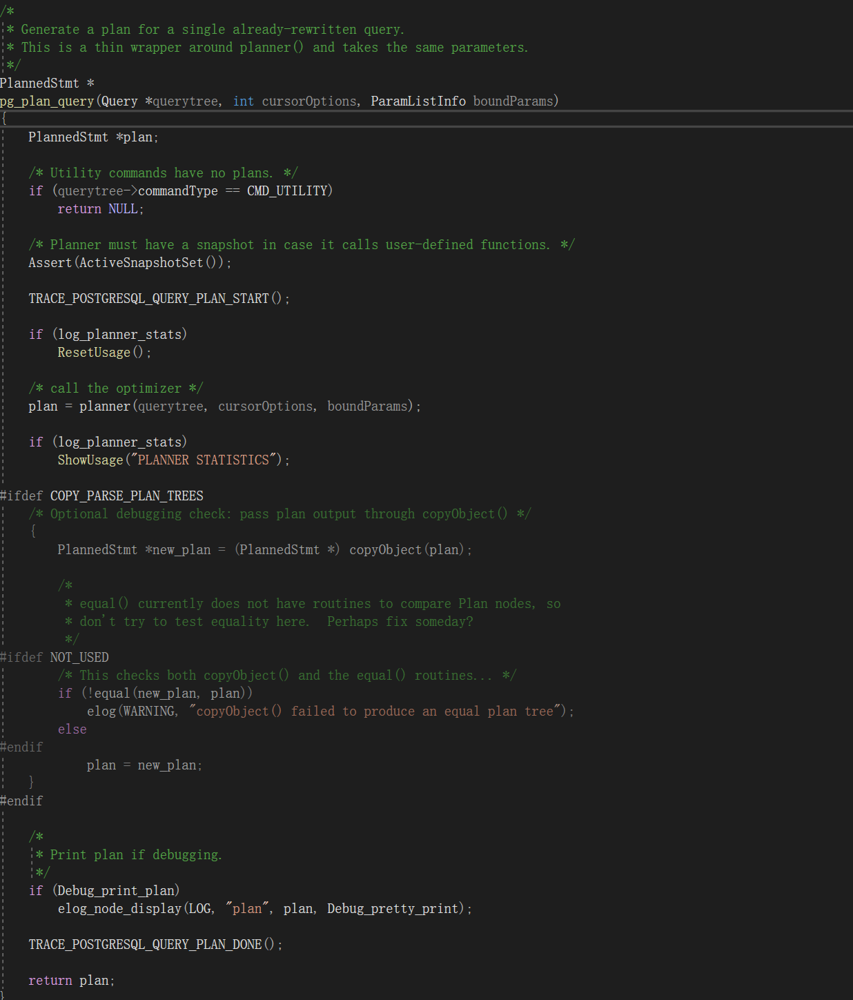 /*
* Generate a plan for a single already-rewritten query.
* This is a thin wrapper around planner() and takes the same parameters.
*/
PlannedStmt *
pg_plan_query(Query *querytree, int cursorOptions, ParamListInfo boundParams)
{
PlannedStmt *plan;
/* Utility commands have no plans. */
if (querytree->commandType == CMD_UTILITY)
return NULL;
/* Planner must have a snapshot in case it calls user-defined functions. */
Assert(ActiveSnapshotSet());
TRACE_POSTGRESQL_QUERY_PLAN_START();
if (log_planner_stats)
ResetUsage();
/* call the optimizer */
plan = planner(querytree, cursorOptions, boundParams);
if (log_planner_stats)
ShowUsage("PLANNER STATISTICS");
#ifdef COPY_PARSE_PLAN_TREES
/* Optional debugging check: pass plan output through copyObject() */
{
PlannedStmt *new_plan = (PlannedStmt *) copyObject(plan);
/*
* equal() currently does not have routines to compare Plan nodes, so
* don't try to test equality here.  Perhaps fix someday?
*/
#ifdef NOT_USED
/* This checks both copyObject() and the equal() routines... */
if (!equal(new_plan, plan))
elog(WARNING, "copyObject() failed to produce an equal plan tree");
else
#endif
plan = new_plan;
}
#endif
/*
* Print plan if debugging.
*/
if (Debug_print_plan)
elog_node_display(LOG, "plan", plan, Debug_pretty_print);
TRACE_POSTGRESQL_QUERY_PLAN_DONE();
return plan;
}